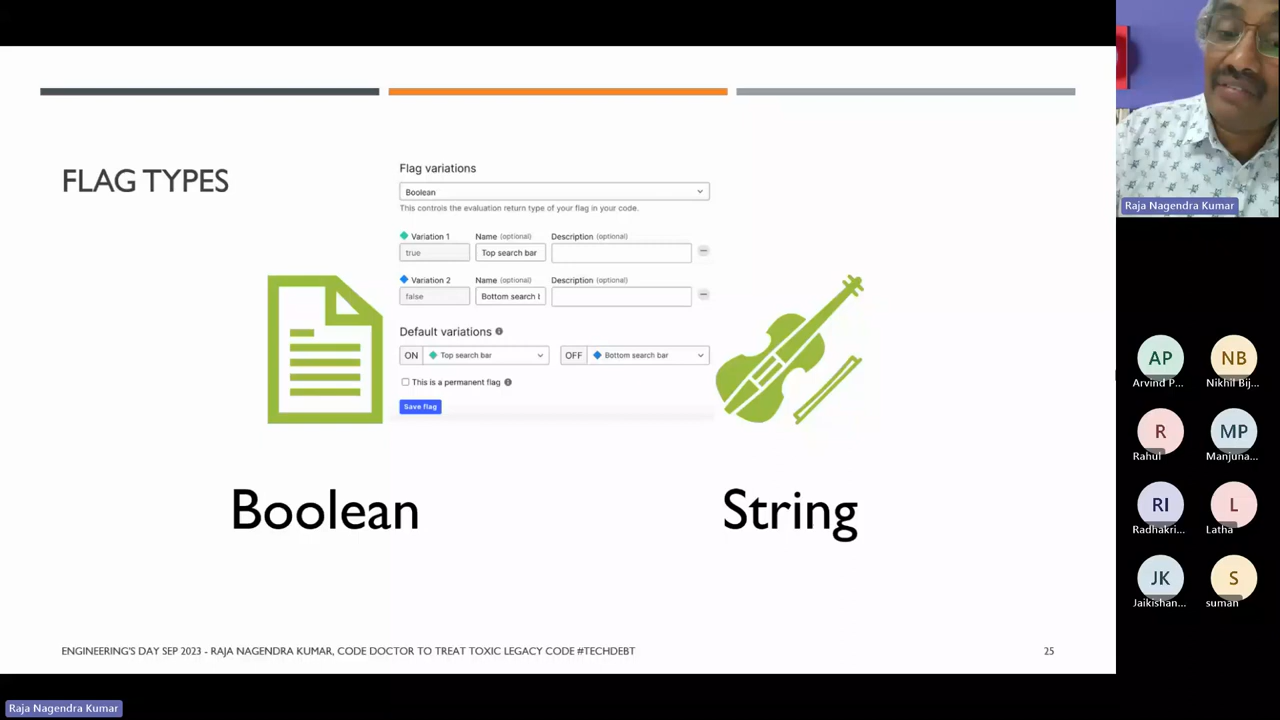 FLAG TYPES
Flag variations
Boolean
This controls the evaluation return type of your flag in your code.
Variation 1 Name (optional) Description (optional)
true Top search bar
Variation 2 Name (optional) Description (optional)
false Bottom search b
Default variations
ON Top search bar OFF Bottom search bar
This is a permanent flag
Save flag
Boolean String
ENGINEERING'S DAY SEP 2023 - RAJA NAGENDRA KUMAR, CODE DOCTOR TO TREAT TOXIC LEGACY CODE #TECHDEBT 25
Raja Nagendra Kumar
AP NB
Arvind P... Nikhil Bij...
R MP
Rahul Manjuna...
RI L
Radhakri... Latha
JK S
Jaikishan... suman
Raja Nagendra Kumar